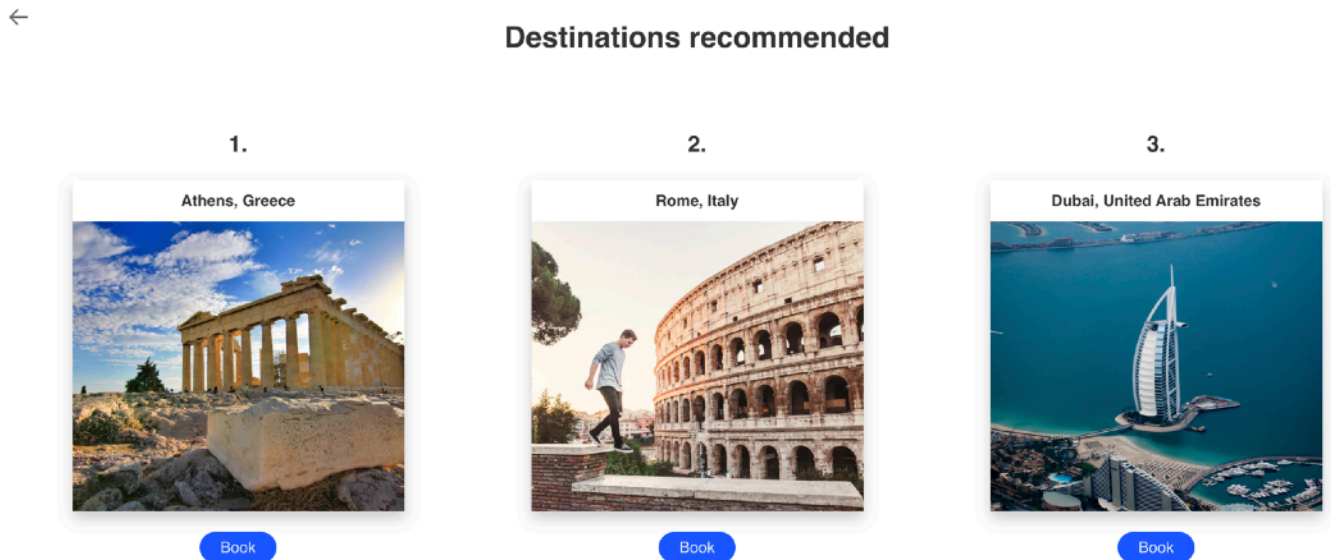 Destinations recommended
1.
Athens, Greece
Book
2.
Rome, Italy
Book
3.
Dubai, United Arab Emirates
Book